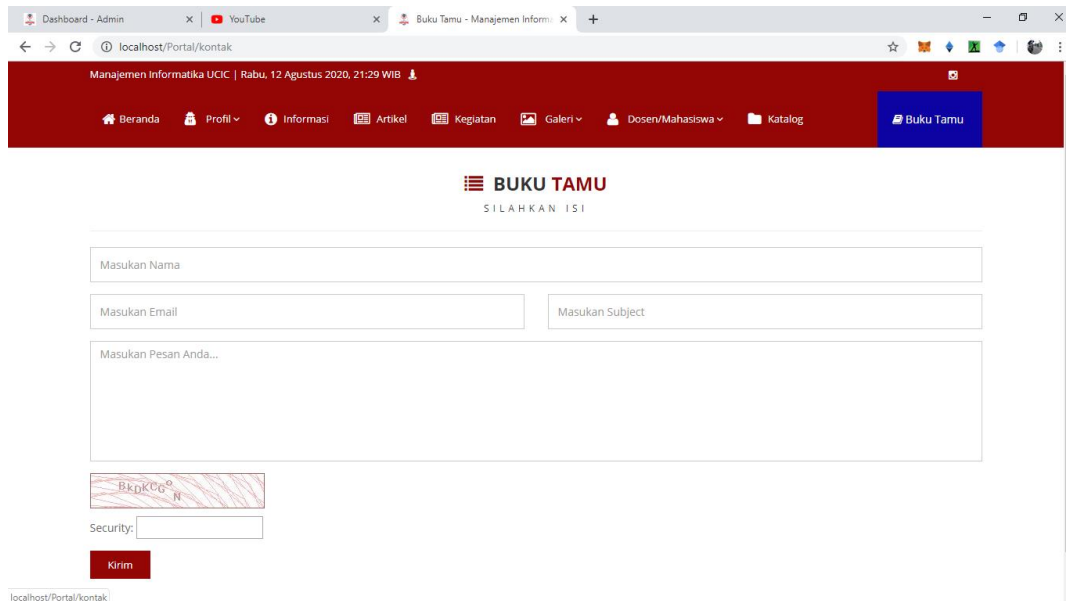 Dashboard - Admin
YouTube
Buku Tamu - Manajemen Inform
localhost/Portal/kontak
Manajemen Informatika UCIC | Rabu, 12 Agustus 2020, 21:29 WIB
Beranda Profil Informasi Artikel Kegiatan Galeri Dosen/Mahasiswa Katalog Buku Tamu
BUKU TAMU
SILAHKAN ISI
Masukan Nama
Masukan Email Masukan Subject
Masukan Pesan Anda...
BkDKCG°N
Security:
Kirim
localhost/Portal/kontak